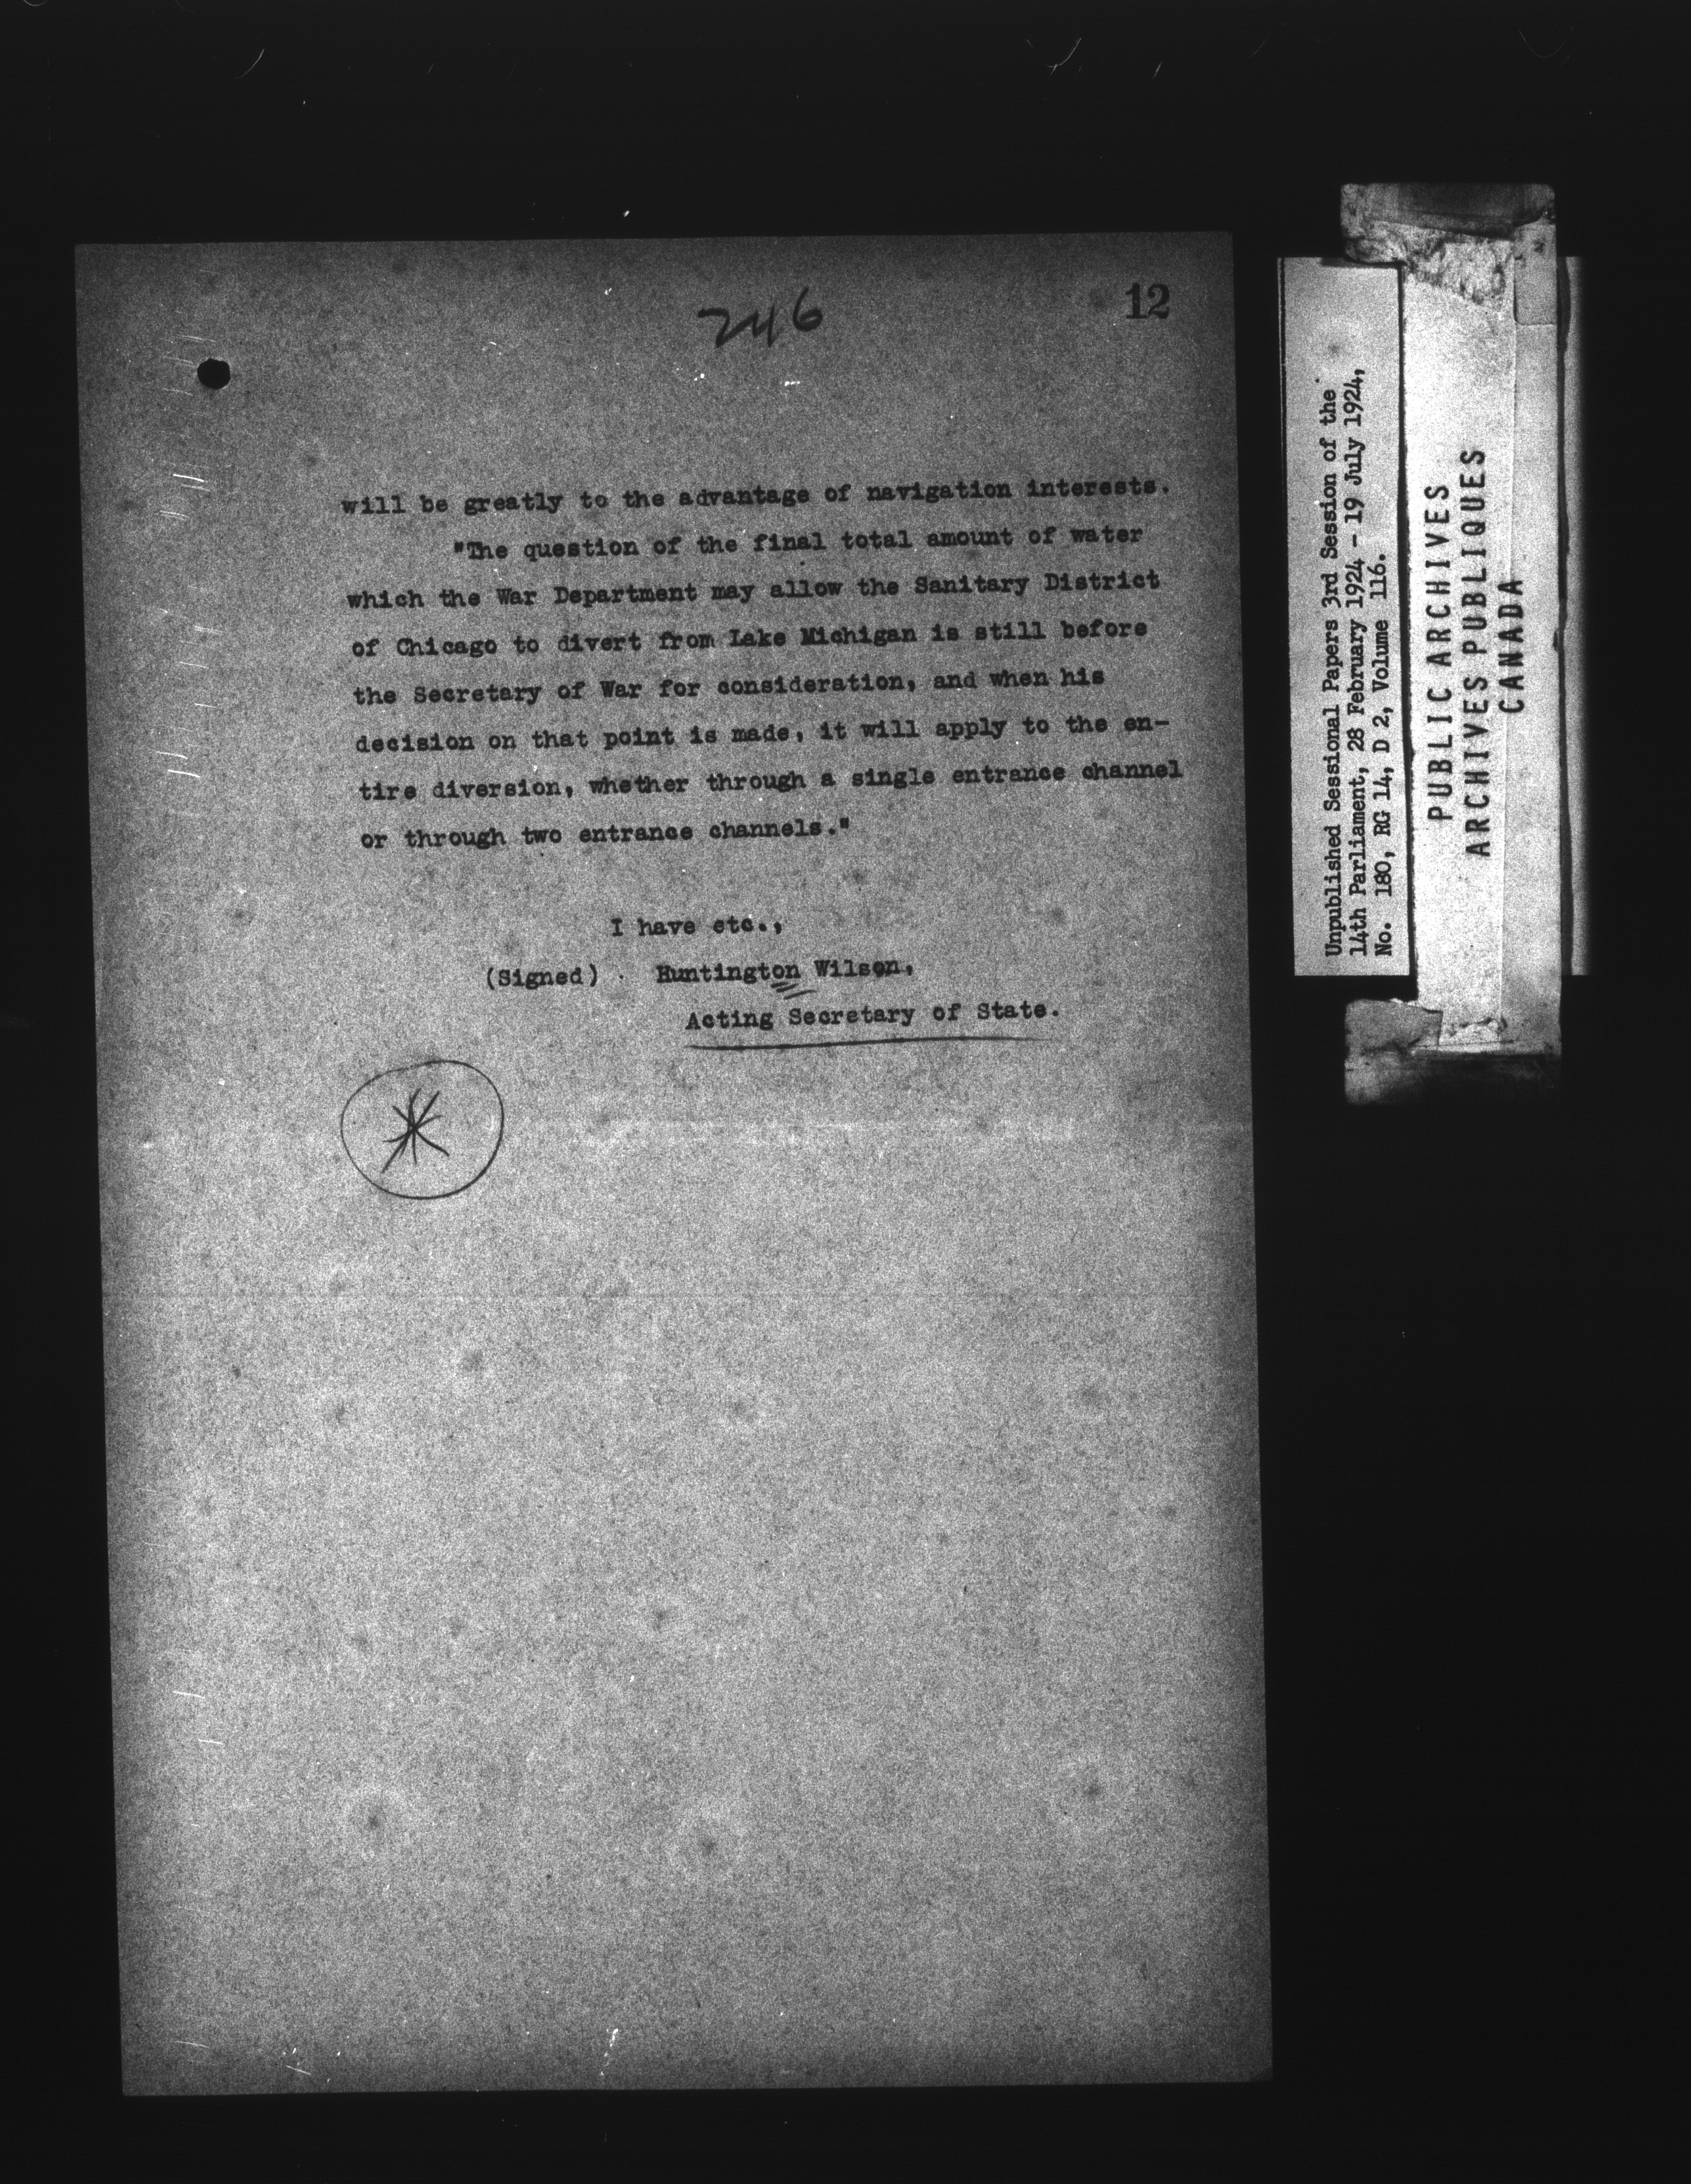 246
12
will be greatly to the advantage of navigation interests.
"The question of the final total amount of water
which the War Department may allow the Sanitary District
of Chicago to divert from Lake Michigan is still before
the Secretary of War for consideration, and when his
decision on that point is made, it will apply to the en-
tire diversion, whether through a single entrance channel
or through two entrance channels."
I have etc.,
(Signed) . Huntington Wilson,
Acting Secretary of State.
Unpublished Sessional Papers 3rd Session of the
14th Parliament, 28 February 1924 - 19 July 1924,
No. 180, RG 14, D 2, Volume 116.
PUBLIC ARCHIVES
ARCHIVES PUBLIQUES
CANADA